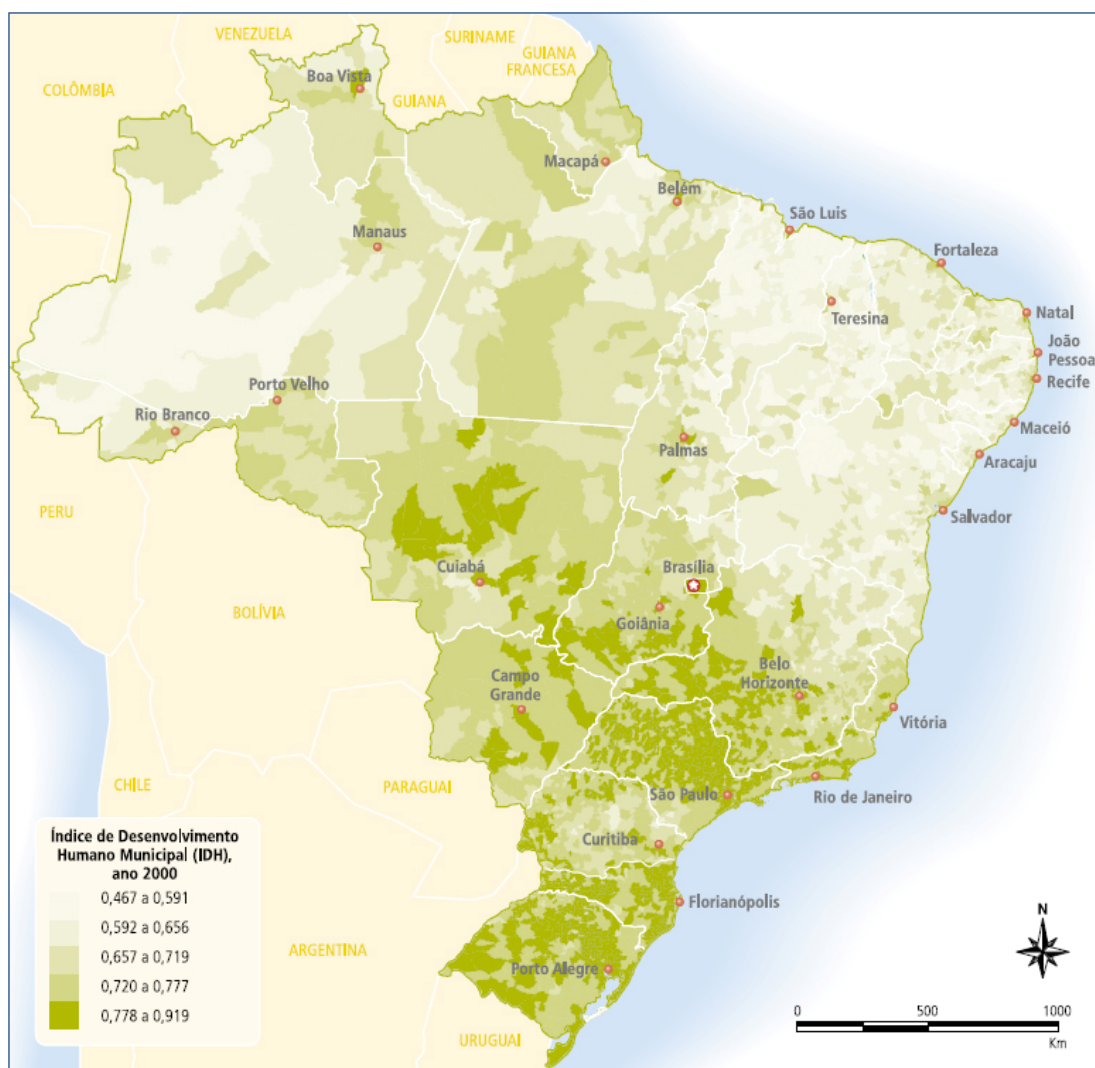 VENEZUELA
SURINAME
GUIANA
FRANCESA
COLÔMBIA
Boa Vista
GUIANA
Macapá
Belém
São Luis
Manaus
Fortaleza
Teresina
Natal
João
Pessoa
Recife
Porto Velho
Rio Branco
Maceió
Palmas
Aracaju
PERU
Salvador
Cuiabá
Brasília
BOLÍVIA
Goiânia
Campo
Grande
Belo
Horizonte
Vitória
CHILE
PARAGUAI
São Paulo
Rio de Janeiro
Curitiba
Florianópolis
ARGENTINA
Porto Alegre
URUGUAI
Índice de Desenvolvimento
Humano Municipal (IDH),
ano 2000
0,467 a 0,591
0,592 a 0,656
0,657 a 0,719
0,720 a 0,777
0,778 a 0,919
N
0 500 1000
Km